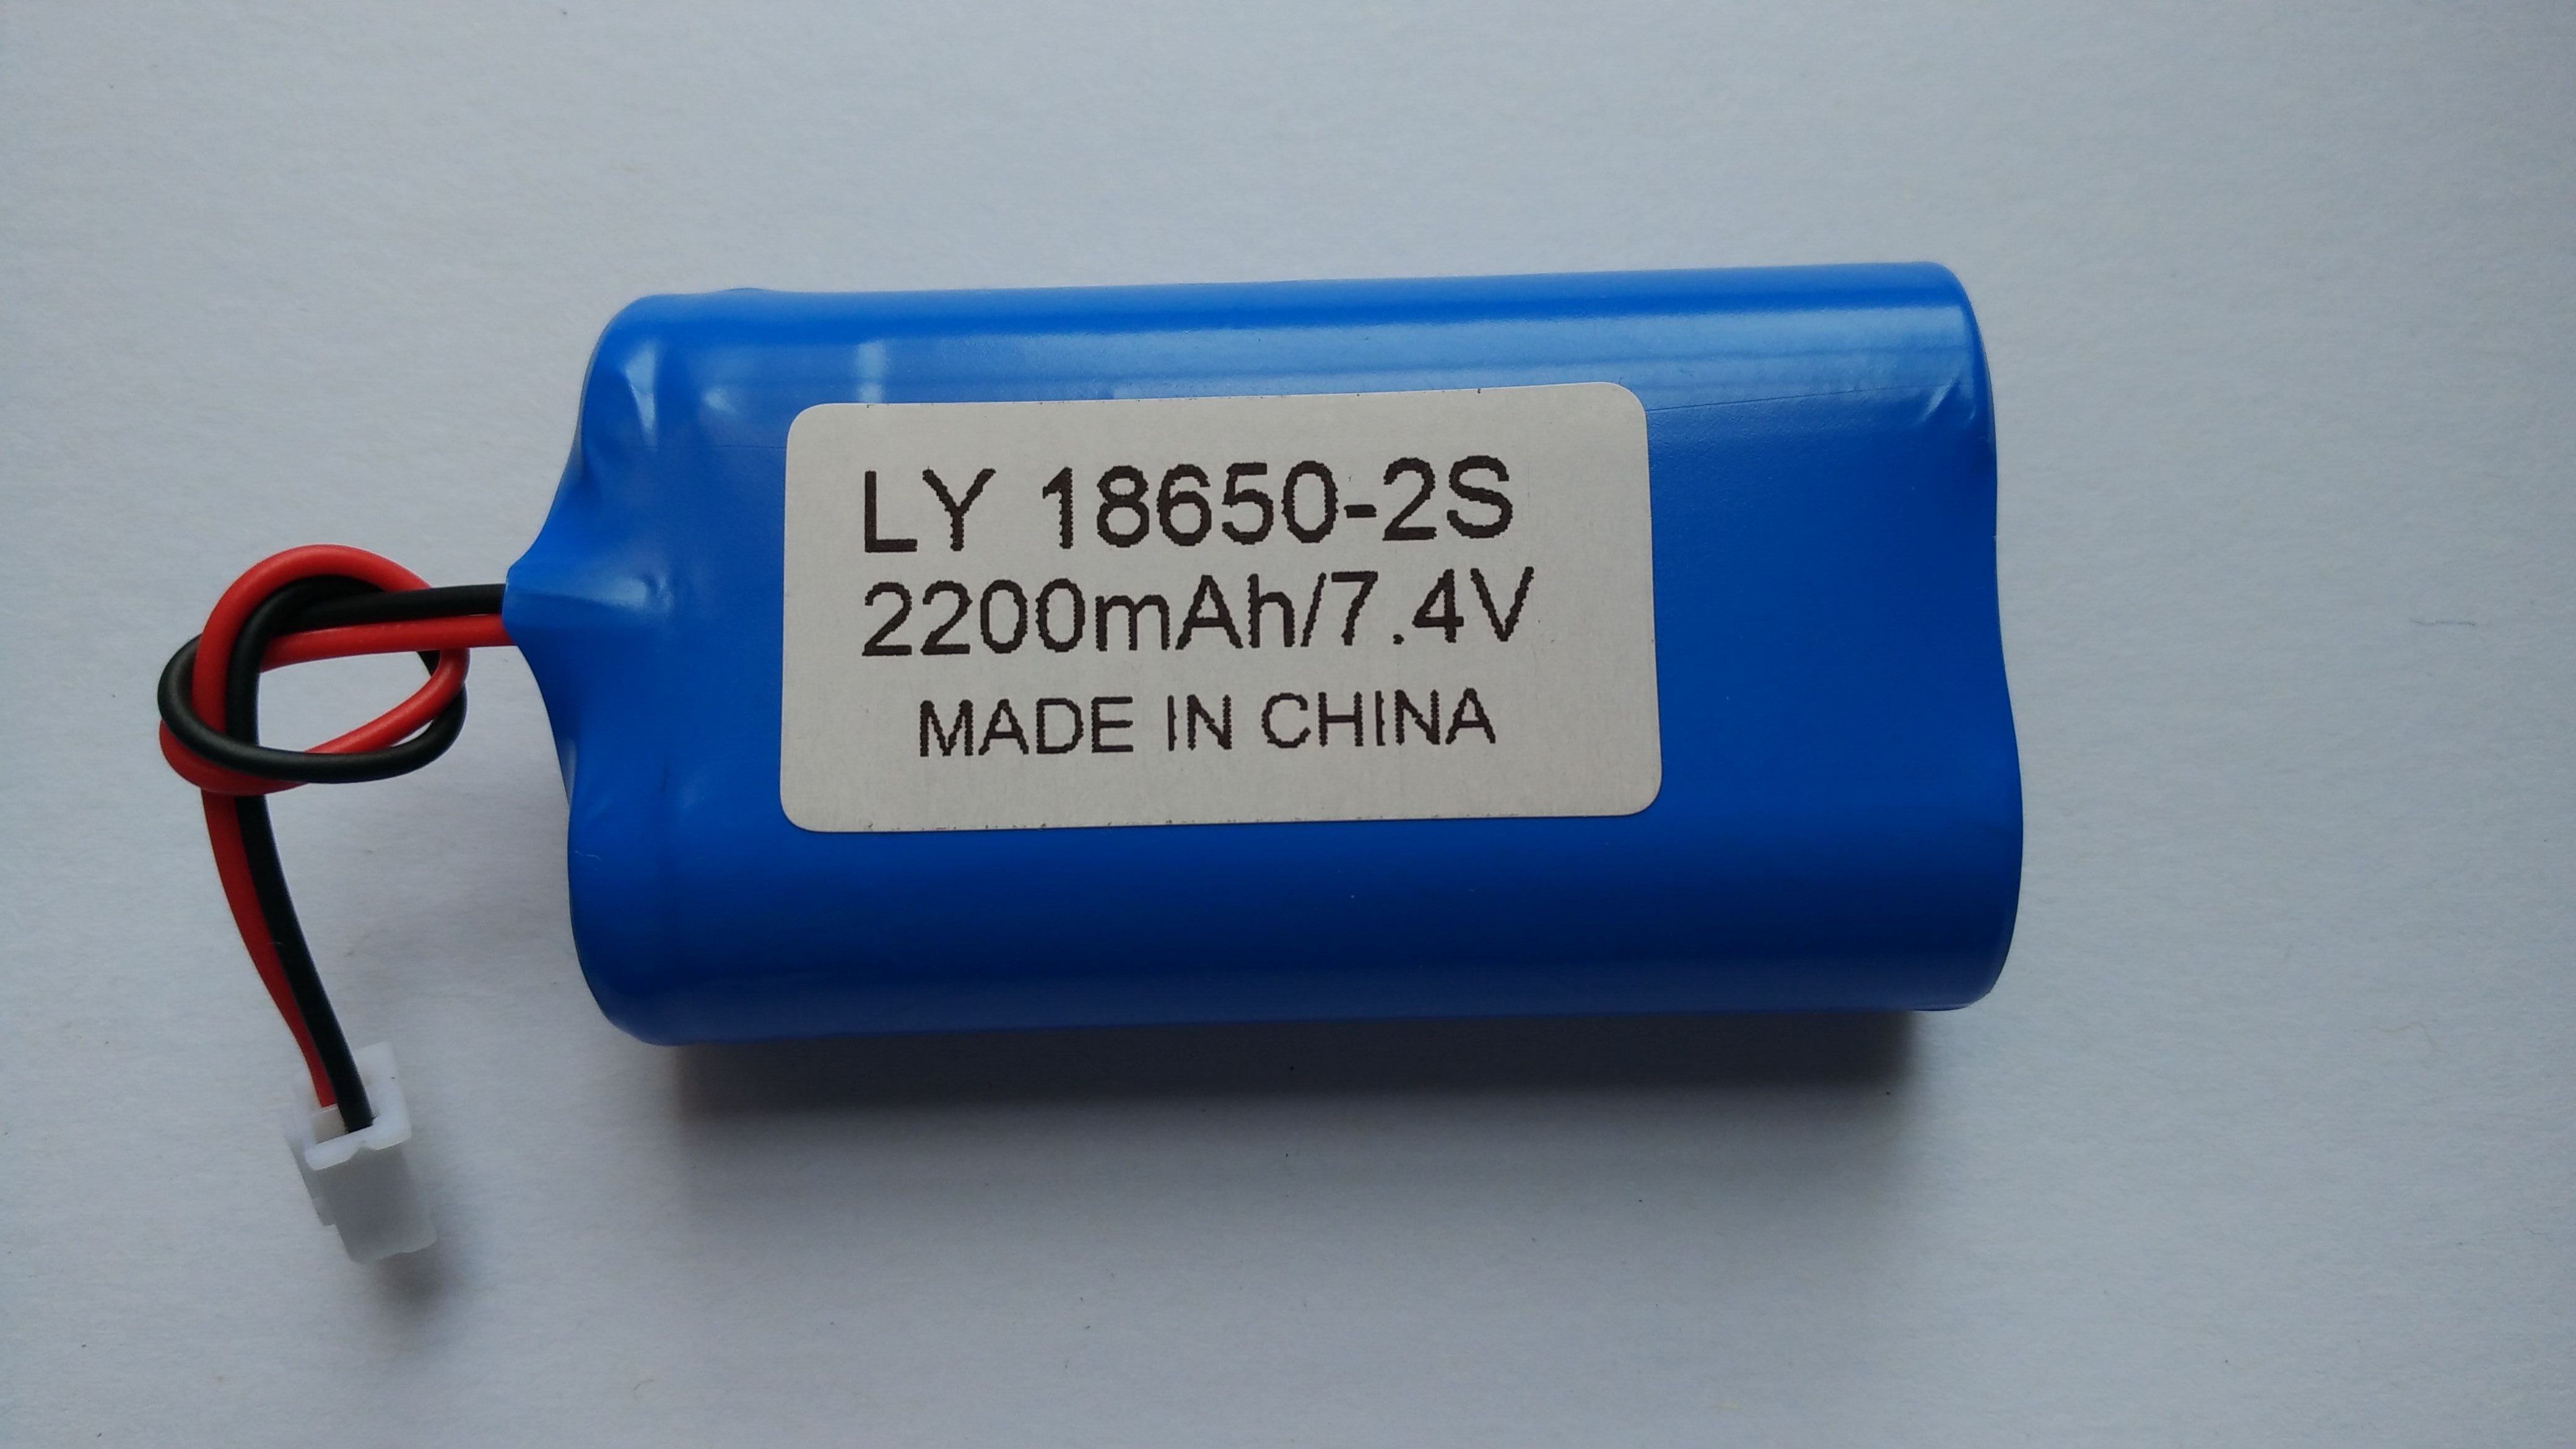 LY 18650-2S
2200mAh/7.4V
MADE IN CHINA